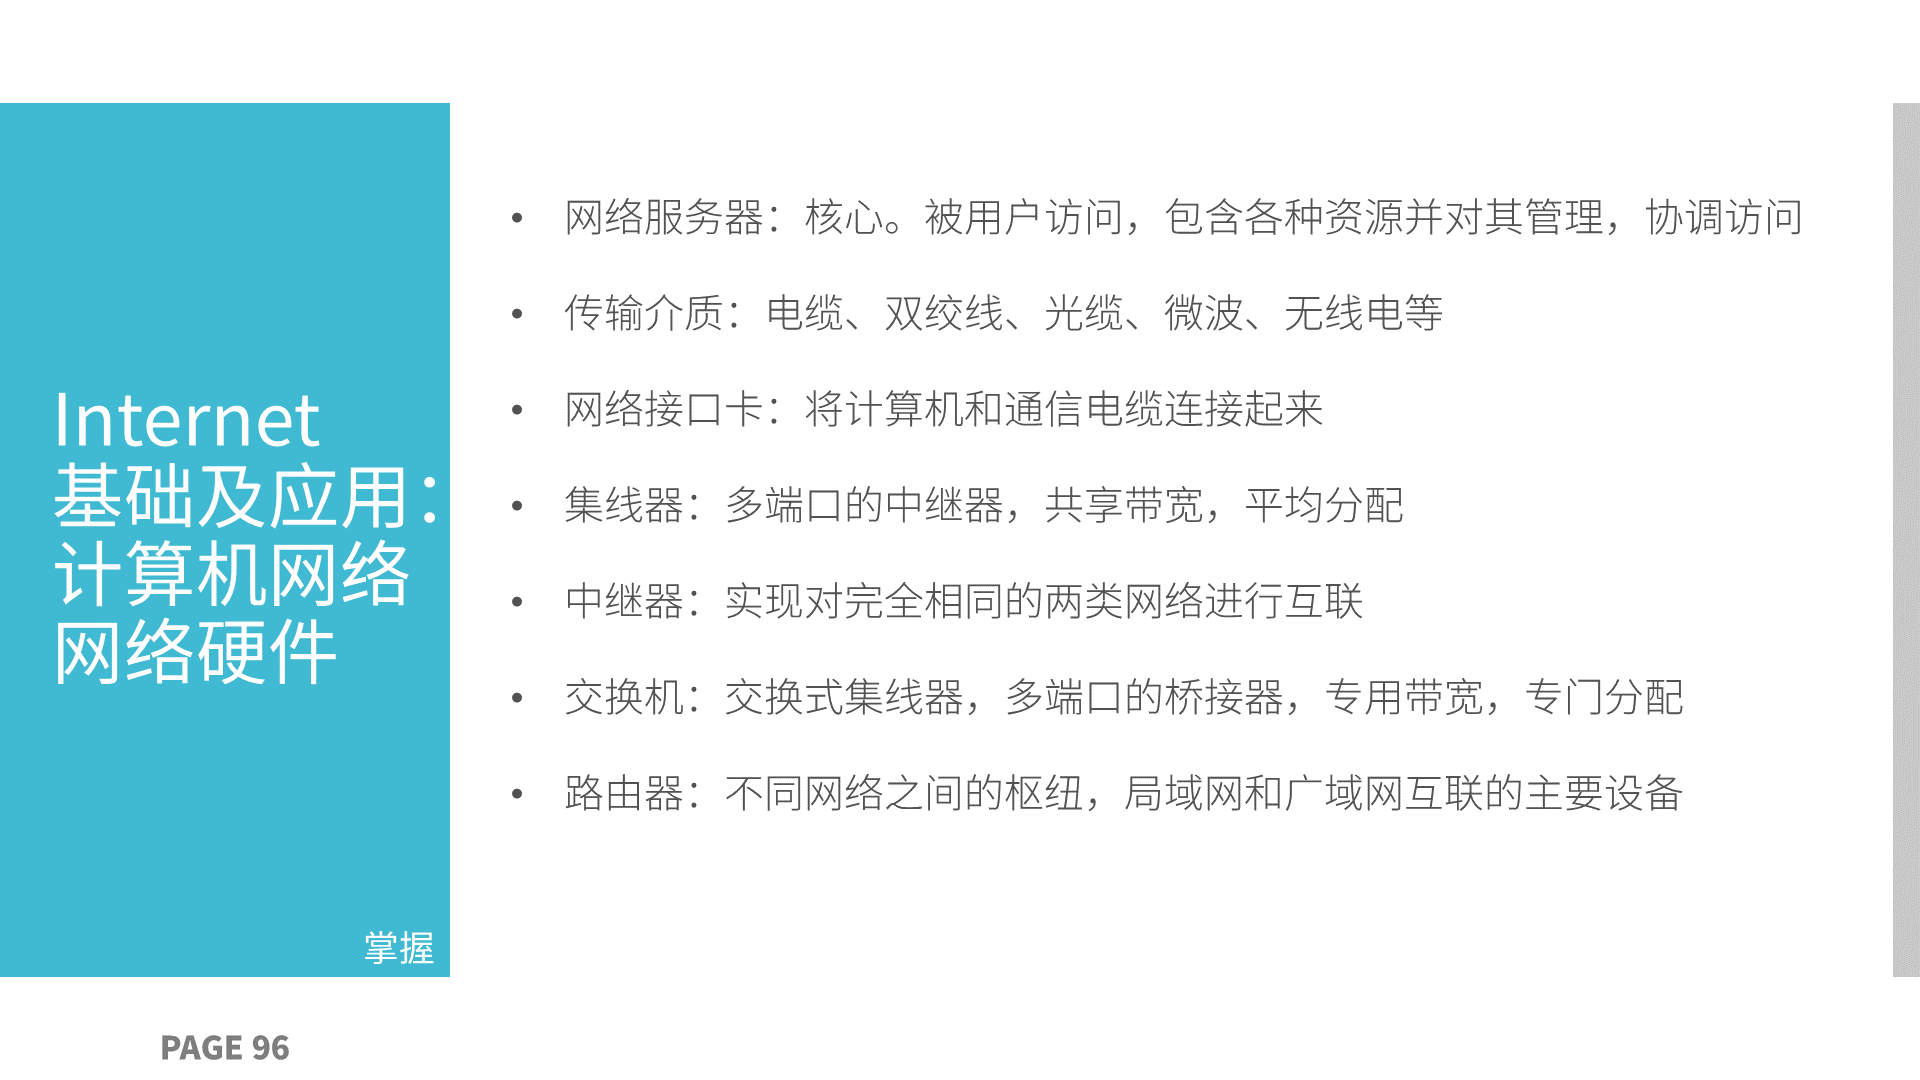 Internet
基础及应用：
计算机网络
网络硬件
掌握
• 网络服务器：核心。被用户访问，包含各种资源并对其管理，协调访问
• 传输介质：电缆、双绞线、光缆、微波、无线电等
• 网络接口卡：将计算机和通信电缆连接起来
• 集线器：多端口的中继器，共享带宽，平均分配
• 中继器：实现对完全相同的两类网络进行互联
• 交换机：交换式集线器，多端口的桥接器，专用带宽，专门分配
• 路由器：不同网络之间的枢纽，局域网和广域网互联的主要设备
PAGE 96